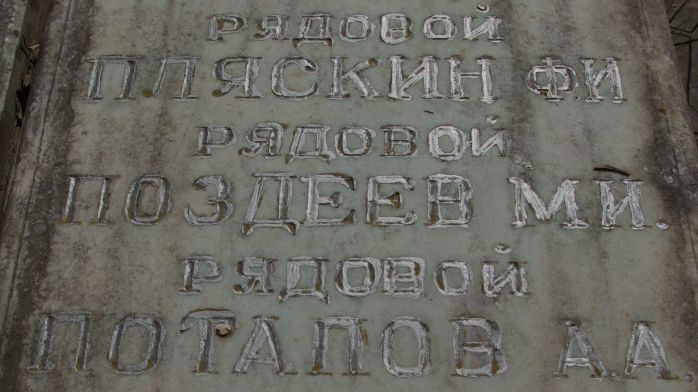 РЯДОВОЙ
ПЛЯСКИН Ф.И
РЯДОВОЙ
ПОЗДЕЕВ М.И.
РЯДОВОЙ
ПОТАПОВ А.А